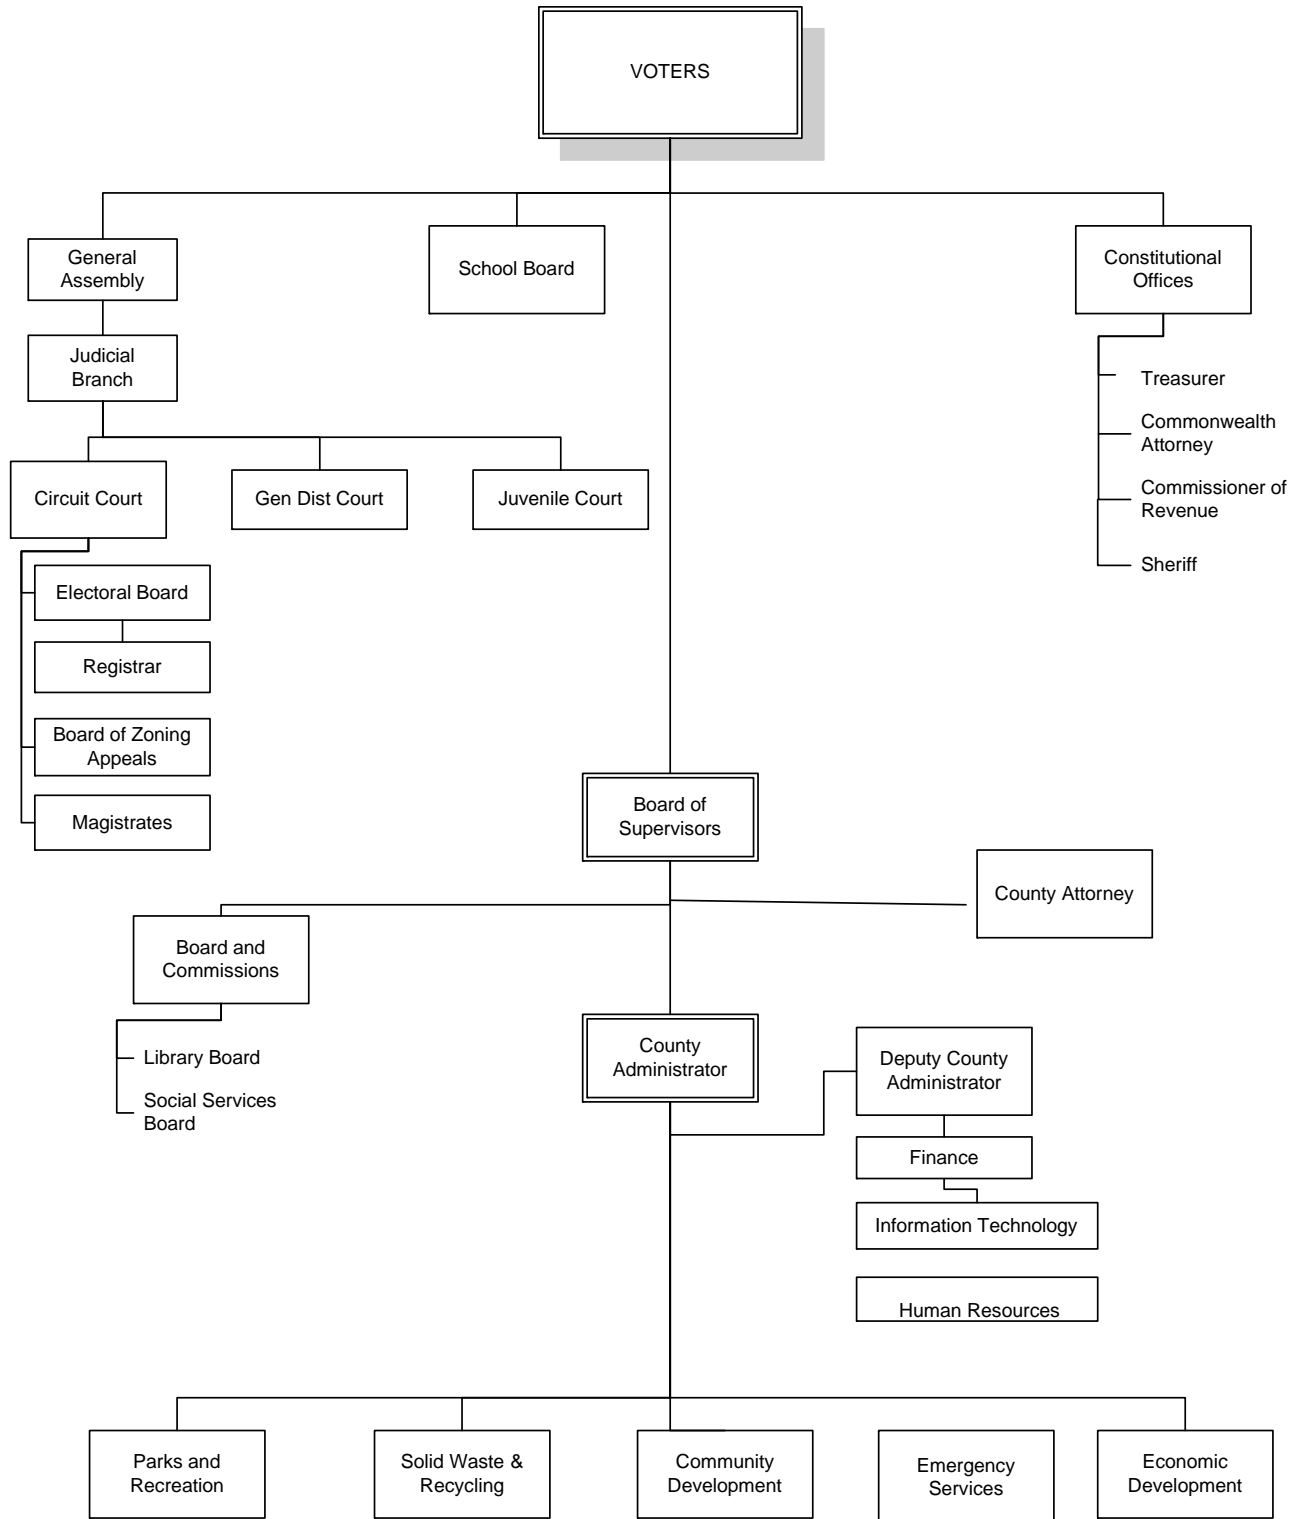 VOTERS
General
Assembly
School Board
Constitutional
Offices
Judicial
Branch
Treasurer
Commonwealth
Attorney
Commissioner of
Revenue
Sheriff
Circuit Court
Gen Dist Court
Juvenile Court
Electoral Board
Registrar
Board of Zoning
Appeals
Magistrates
Board of
Supervisors
County Attorney
Board and
Commissions
Library Board
Social Services
Board
County
Administrator
Deputy County
Administrator
Finance
Information Technology
Human Resources
Parks and
Recreation
Solid Waste &
Recycling
Community
Development
Emergency
Services
Economic
Development